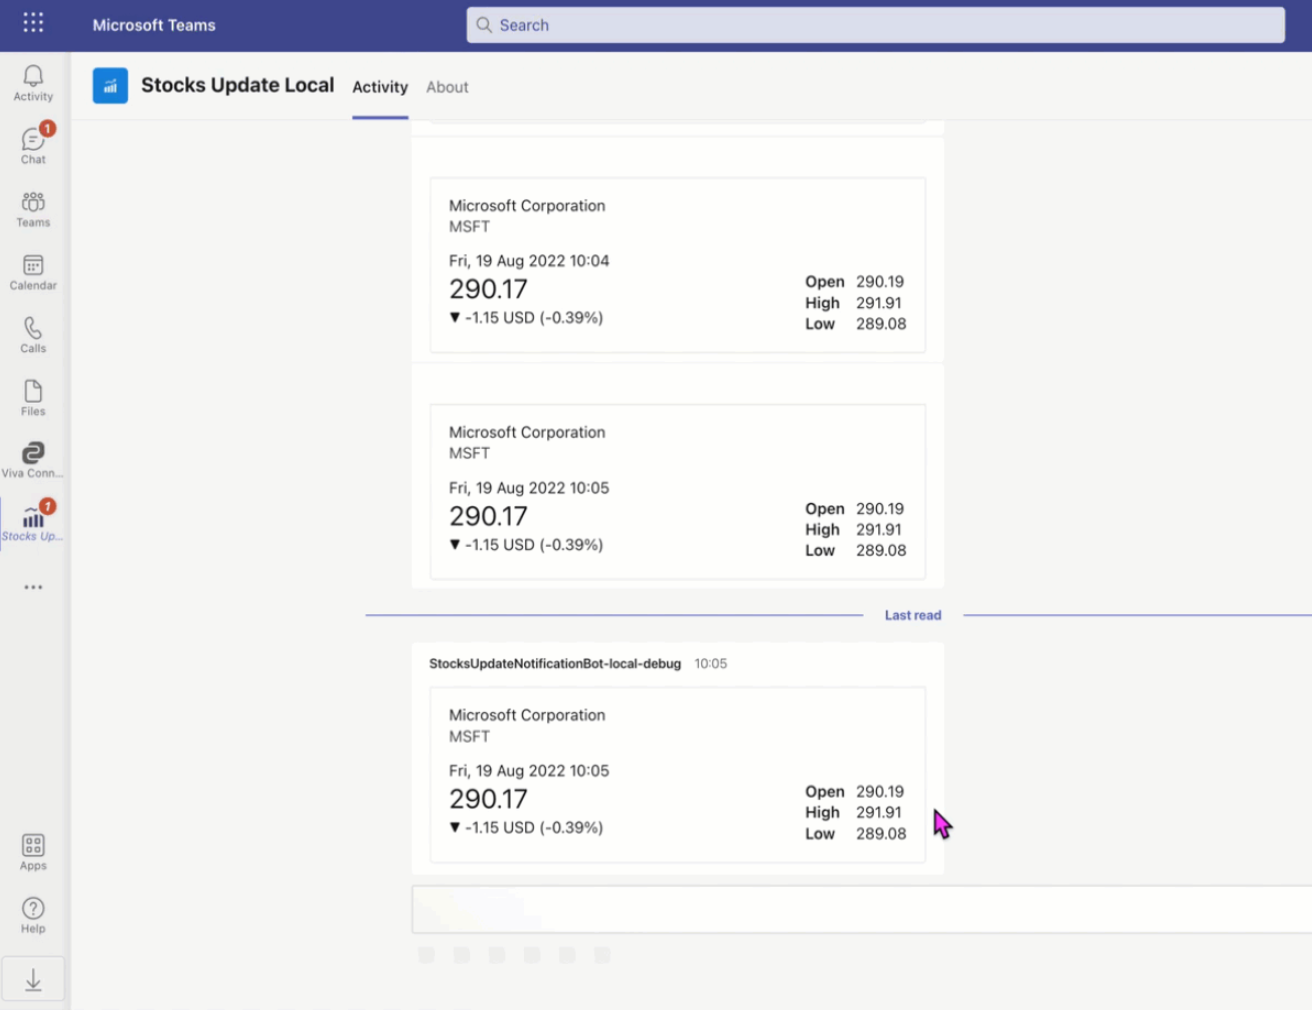 Microsoft Teams
Search
Activity
Chat
1
Teams
Calendar
Calls
Files
Viva Conn...
1
Stocks Up...
Apps
Help
Stocks Update Local
Activity
About
Microsoft Corporation
MSFT
Fri, 19 Aug 2022 10:04
290.17
▼ -1.15 USD (-0.39%)
Open 290.19
High 291.91
Low 289.08
Microsoft Corporation
MSFT
Fri, 19 Aug 2022 10:05
290.17
▼ -1.15 USD (-0.39%)
Open 290.19
High 291.91
Low 289.08
Last read
StocksUpdateNotificationBot-local-debug 10:05
Microsoft Corporation
MSFT
Fri, 19 Aug 2022 10:05
290.17
▼ -1.15 USD (-0.39%)
Open 290.19
High 291.91
Low 289.08